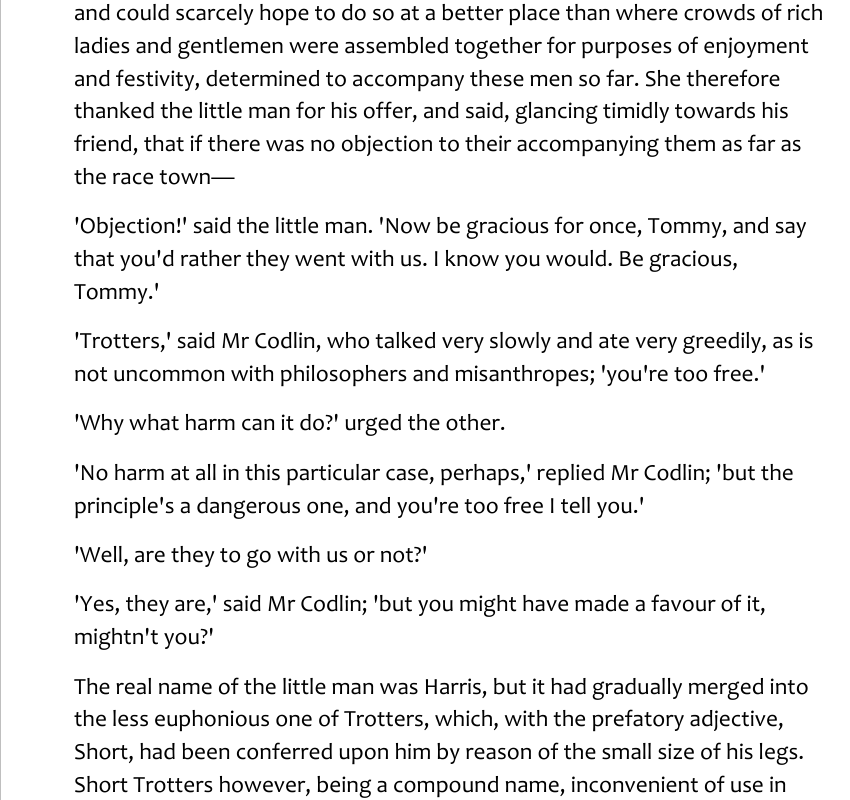 and could scarcely hope to do so at a better place than where crowds of rich
ladies and gentlemen were assembled together for purposes of enjoyment
and festivity, determined to accompany these men so far. She therefore
thanked the little man for his offer, and said, glancing timidly towards his
friend, that if there was no objection to their accompanying them as far as
the race town—
'Objection!' said the little man. 'Now be gracious for once, Tommy, and say
that you'd rather they went with us. I know you would. Be gracious,
Tommy.'
'Trotters,' said Mr Codlin, who talked very slowly and ate very greedily, as is
not uncommon with philosophers and misanthropes; 'you're too free.'
'Why what harm can it do?' urged the other.
'No harm at all in this particular case, perhaps,' replied Mr Codlin; 'but the
principle's a dangerous one, and you're too free I tell you.'
'Well, are they to go with us or not?'
'Yes, they are,' said Mr Codlin; 'but you might have made a favour of it,
mightn't you?'
The real name of the little man was Harris, but it had gradually merged into
the less euphonious one of Trotters, which, with the prefatory adjective,
Short, had been conferred upon him by reason of the small size of his legs.
Short Trotters however, being a compound name, inconvenient of use in